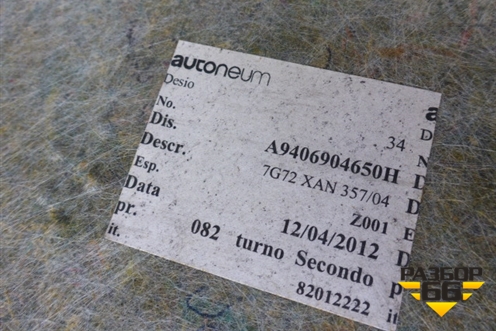 autoneum
Desio
No. 34
Dis. A9406904650H
Descr. 7G72 XAN 357/04
Esp. Z001
Data 12/04/2012
pr. 082 turno Secondo
it. 82012222
a
D
N
D
D
E
D
p
it
РАЗБОР
66